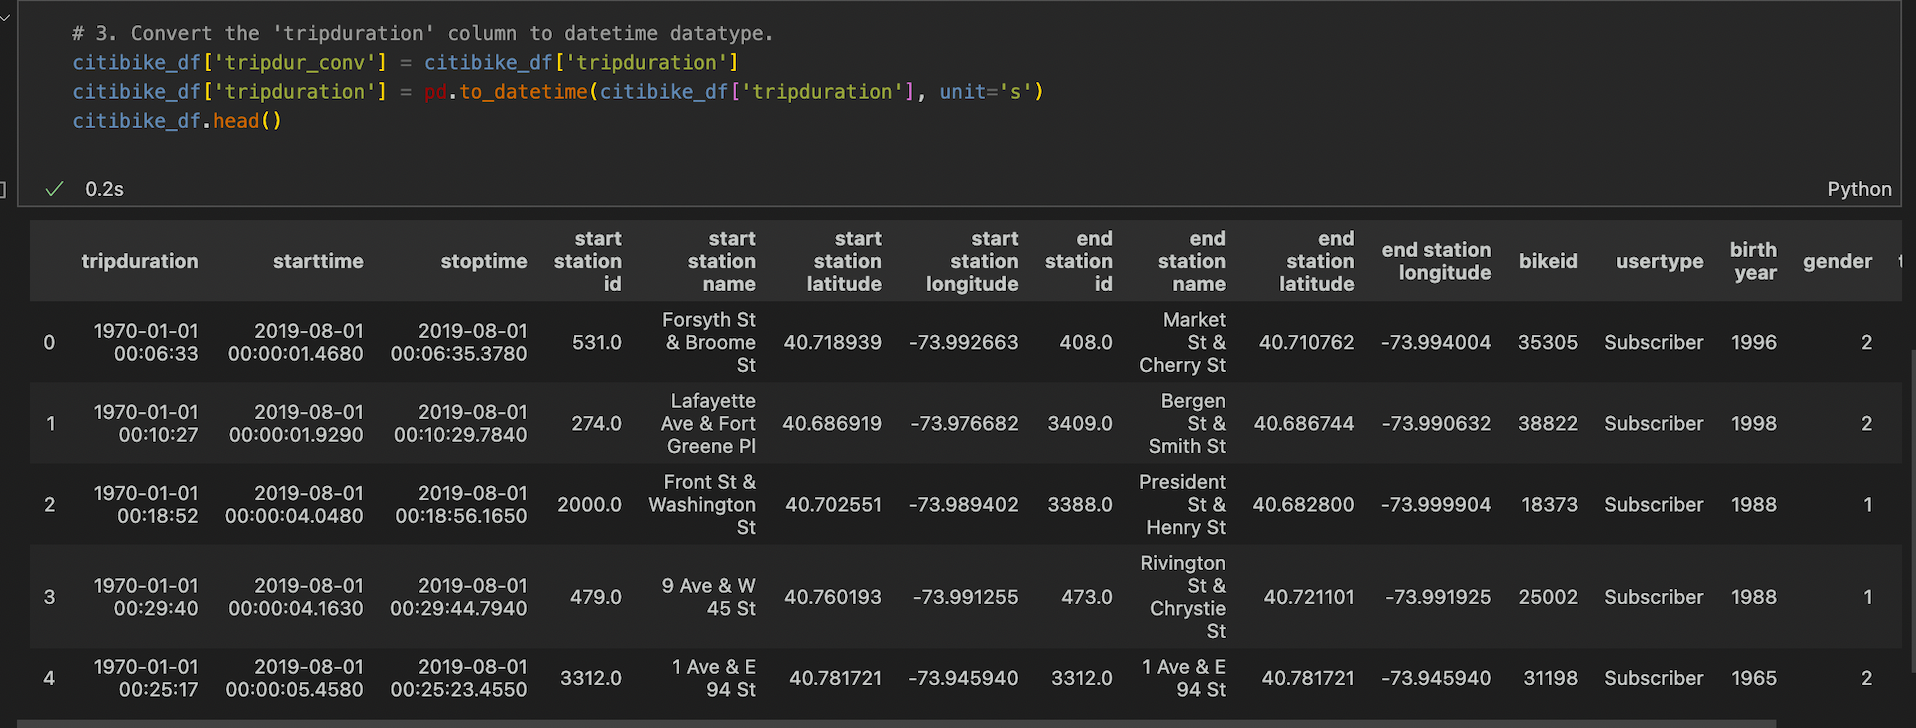 # 3. Convert the 'tripduration' column to datetime datatype.
citibike_df['tripdur_conv'] = citibike_df['tripduration']
citibike_df['tripduration'] = pd.to_datetime(citibike_df['tripduration'], unit='s')
citibike_df.head()
] ✓ 0.2s Python
tripduration starttime stoptime start station id start station name start station latitude start station longitude end station id end station name end station latitude end station longitude bikeid usertype birth year gender t
0 1970-01-01 00:06:33 2019-08-01 00:00:01.4680 2019-08-01 00:06:35.3780 531.0 Forsyth St & Broome St 40.718939 -73.992663 408.0 Market St & Cherry St 40.710762 -73.994004 35305 Subscriber 1996 2
1 1970-01-01 00:10:27 2019-08-01 00:00:01.9290 2019-08-01 00:10:29.7840 274.0 Lafayette Ave & Fort Greene Pl 40.686919 -73.976682 3409.0 Bergen St & Smith St 40.686744 -73.990632 38822 Subscriber 1998 2
2 1970-01-01 00:18:52 2019-08-01 00:00:04.0480 2019-08-01 00:18:56.1650 2000.0 Front St & Washington St 40.702551 -73.989402 3388.0 President St & Henry St 40.682800 -73.999904 18373 Subscriber 1988 1
3 1970-01-01 00:29:40 2019-08-01 00:00:04.1630 2019-08-01 00:29:44.7940 479.0 9 Ave & W 45 St 40.760193 -73.991255 473.0 Rivington St & Chrystie St 40.721101 -73.991925 25002 Subscriber 1988 1
4 1970-01-01 00:25:17 2019-08-01 00:00:05.4580 2019-08-01 00:25:23.4550 3312.0 1 Ave & E 94 St 40.781721 -73.945940 3312.0 1 Ave & E 94 St 40.781721 -73.945940 31198 Subscriber 1965 2